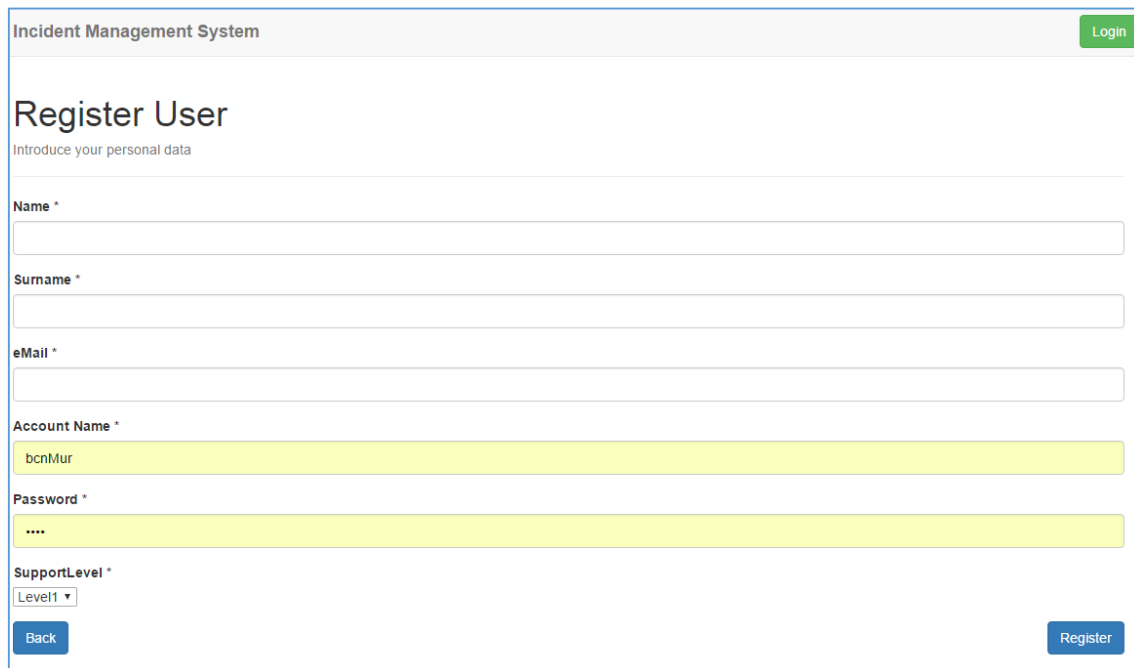 Incident Management System
Login
Register User
Introduce your personal data
Name *
Surname *
eMail *
Account Name *
bcnMur
Password *
••••
SupportLevel *
Level1
Back
Register